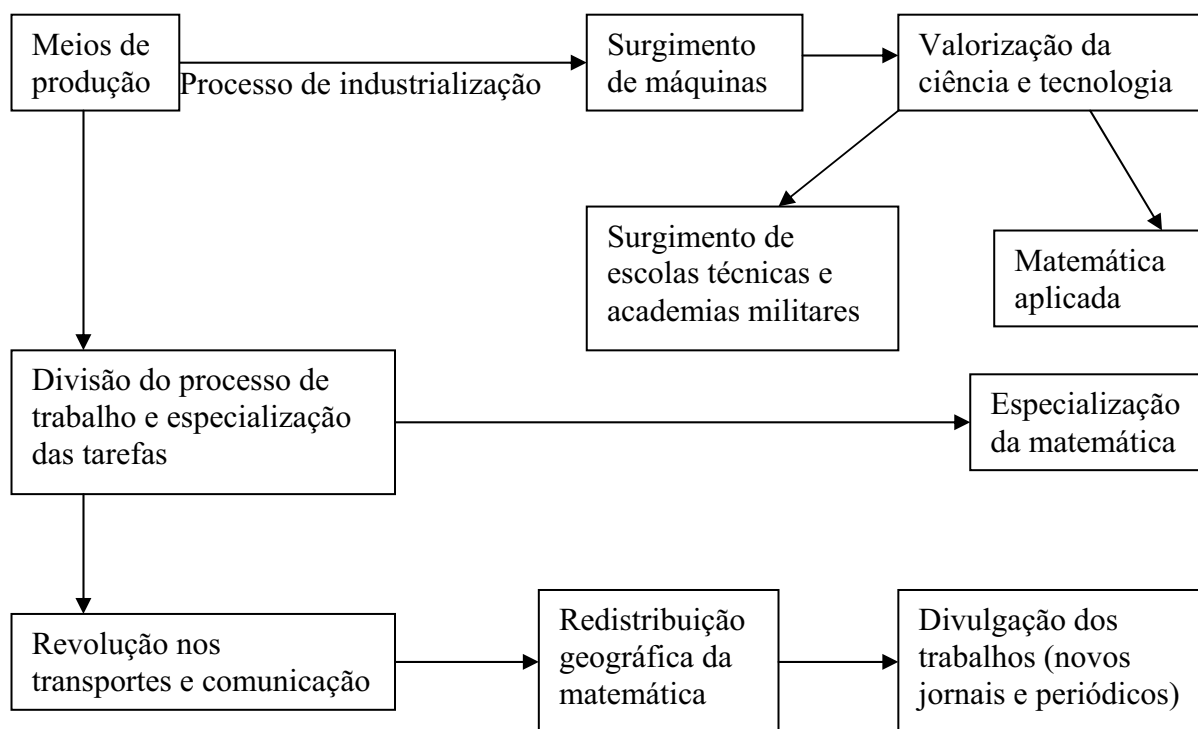 Meios de
produção
Processo de industrialização
Surgimento
de máquinas
Valorização da
ciência e tecnologia
Surgimento de
escolas técnicas e
academias militares
Matemática
aplicada
Divisão do processo de
trabalho e especialização
das tarefas
Especialização
da matemática
Revolução nos
transportes e comunicação
Redistribuição
geográfica da
matemática
Divulgação dos
trabalhos (novos
jornais e periódicos)